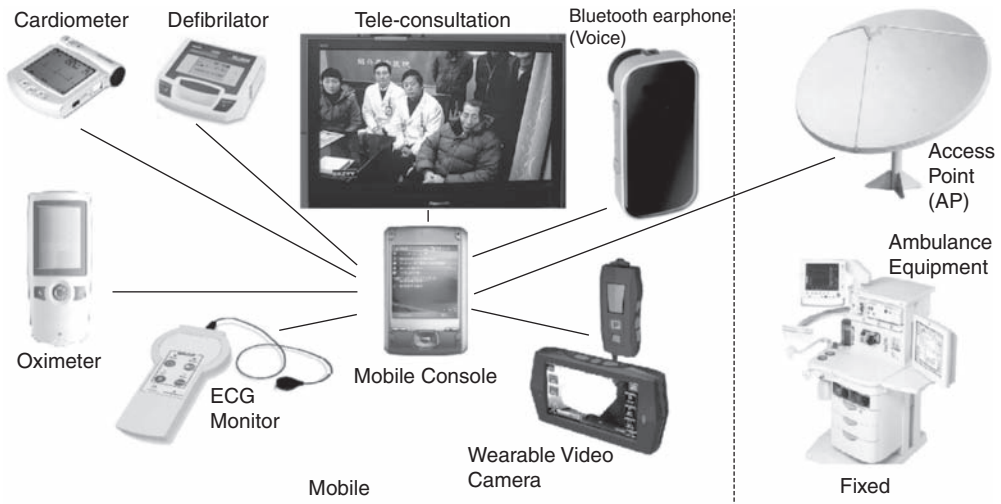 Cardiometer
Defibrilator
Tele-consultation
Bluetooth earphone
(Voice)
Access
Point
(AP)
Ambulance
Equipment
Oximeter
ECG
Monitor
Mobile Console
Wearable Video
Camera
Mobile
Fixed